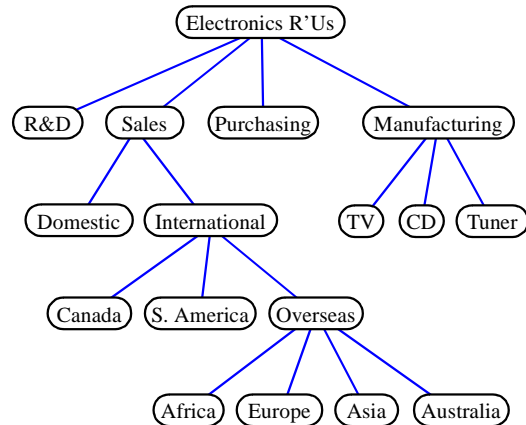 Electronics R'Us
R&D Sales Purchasing Manufacturing
Domestic International TV CD Tuner
Canada S. America Overseas
Africa Europe Asia Australia